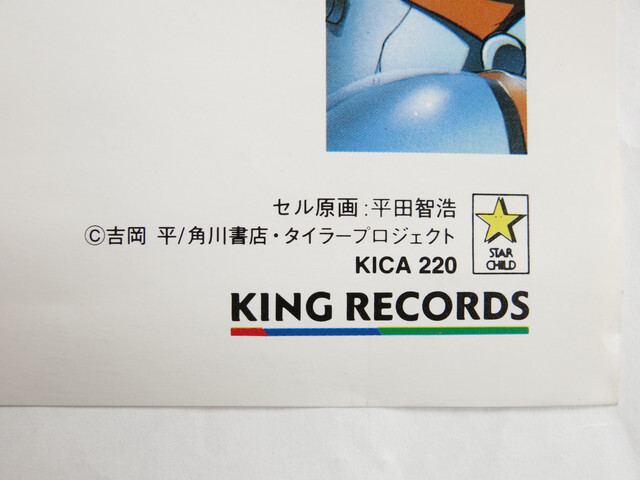 セル原画:平田智浩
©吉岡 平/角川書店・タイラープロジェクト
KICA 220
STAR
CHILD
KING RECORDS